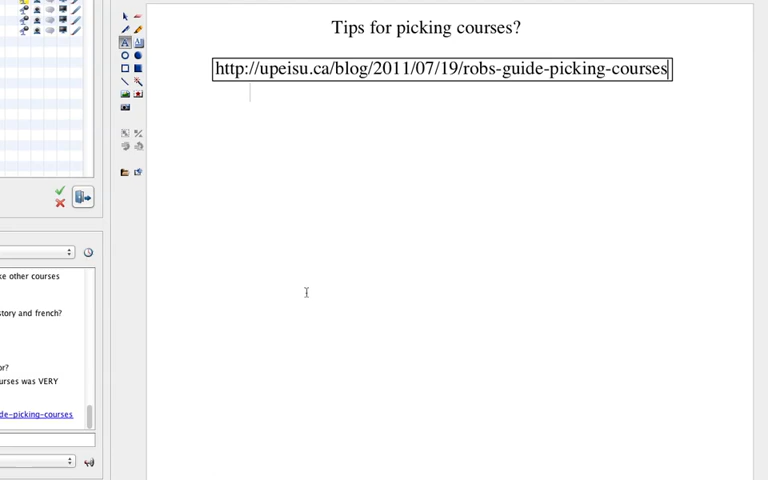 Tips for picking courses?
http://upeisu.ca/blog/2011/07/19/robs-guide-picking-courses
ke other courses
story and french?
or?
urses was VERY
de-picking-courses